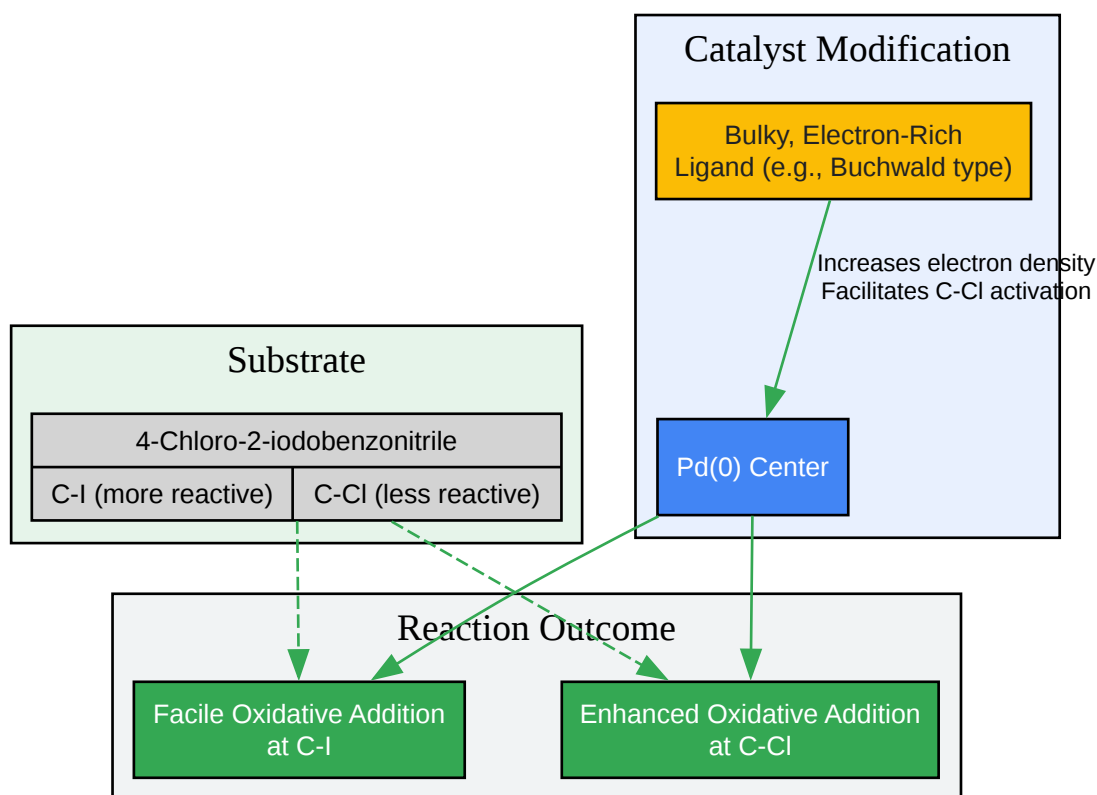 Catalyst Modification
Bulky, Electron-Rich
Ligand (e.g., Buchwald type)
Increases electron density
Facilitates C-Cl activation
Substrate
4-Chloro-2-iodobenzonitrile
C-I (more reactive)
C-Cl (less reactive)
Pd(0) Center
Reaction Outcome
Facile Oxidative Addition
at C-I
Enhanced Oxidative Addition
at C-Cl